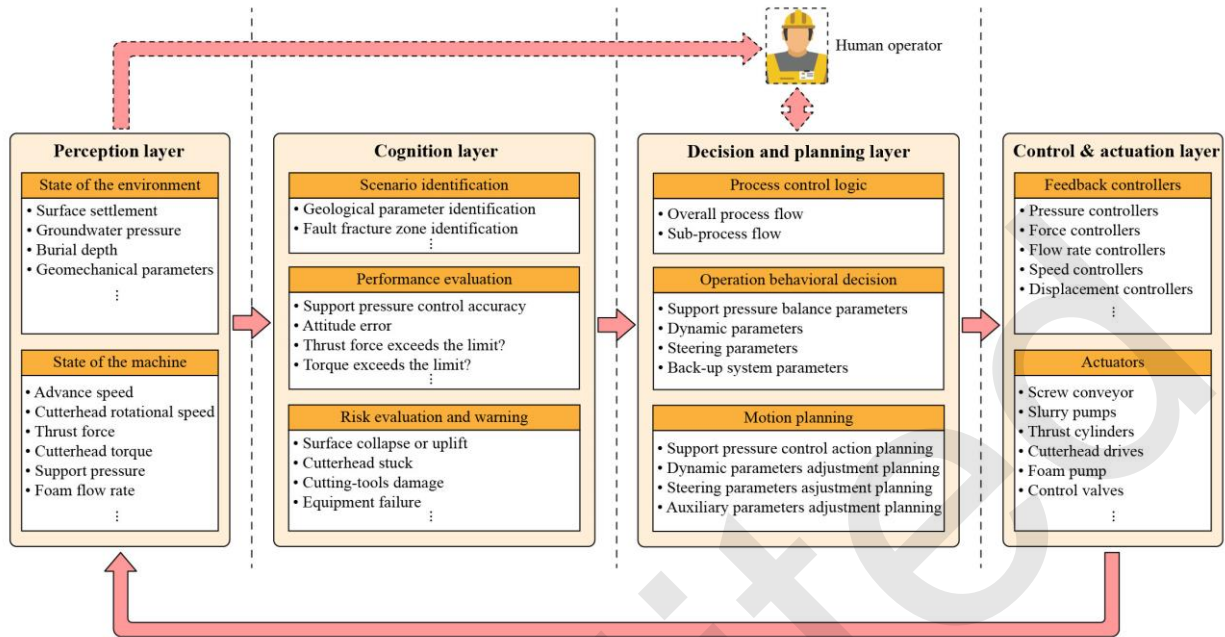 Human operator
Perception layer
State of the environment
• Surface settlement
• Groundwater pressure
• Burial depth
• Geomechanical parameters
⋮
State of the machine
• Advance speed
• Cutterhead rotational speed
• Thrust force
• Cutterhead torque
• Support pressure
• Foam flow rate
⋮
Cognition layer
Scenario identification
• Geological parameter identification
• Fault fracture zone identification
⋮
Performance evaluation
• Support pressure control accuracy
• Attitude error
• Thrust force exceeds the limit?
• Torque exceeds the limit?
⋮
Risk evaluation and warning
• Surface collapse or uplift
• Cutterhead stuck
• Cutting-tools damage
• Equipment failure
⋮
Decision and planning layer
Process control logic
• Overall process flow
• Sub-process flow
Operation behavioral decision
• Support pressure balance parameters
• Dynamic parameters
• Steering parameters
• Back-up system parameters
Motion planning
• Support pressure control action planning
• Dynamic parameters adjustment planning
• Steering parameters asjustment planning
• Auxiliary parameters adjustment planning
Control & actuation layer
Feedback controllers
• Pressure controllers
• Force controllers
• Flow rate controllers
• Speed controllers
• Displacement controllers
⋮
Actuators
• Screw conveyor
• Slurry pumps
• Thrust cylinders
• Cutterhead drives
• Foam pump
• Control valves
⋮